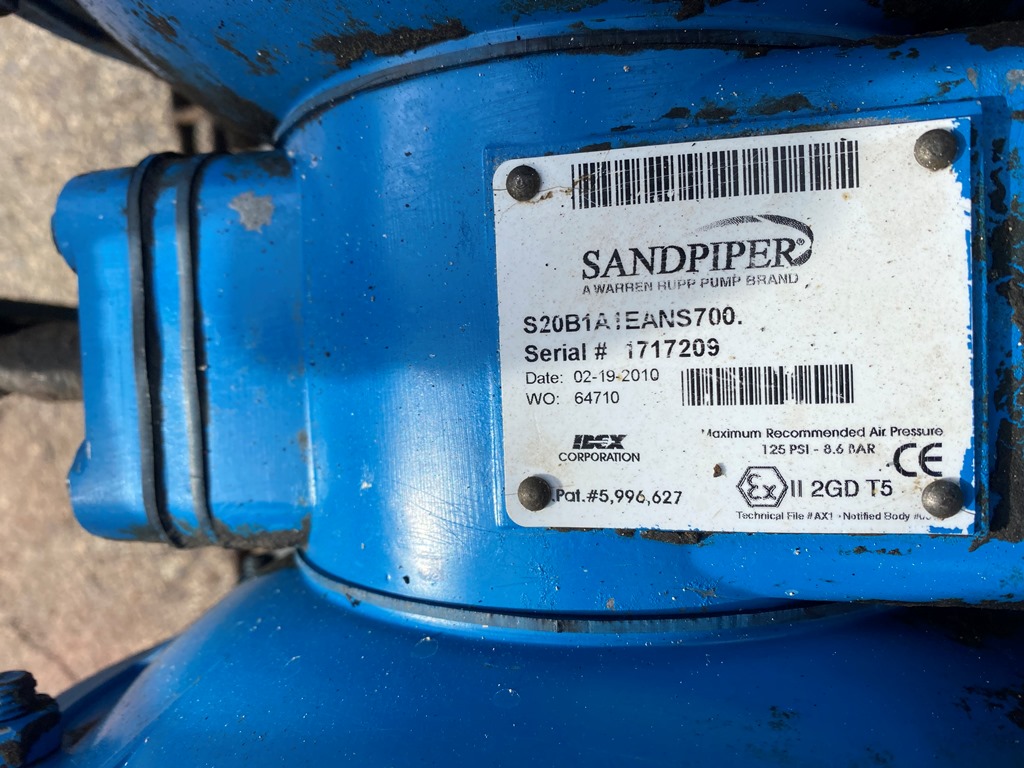 SANDPIPER®
A WARREN RUPP PUMP BRAND
S20B1A1EANS700.
Serial # 1717209
Date: 02-19-2010
WO: 64710
IDEX
CORPORATION
Maximum Recommended Air Pressure
125 PSI - 8.6 BAR
CE
Pat.#5,996,627
Ex II 2GD T5
Technical File #AX1 - Notified Body